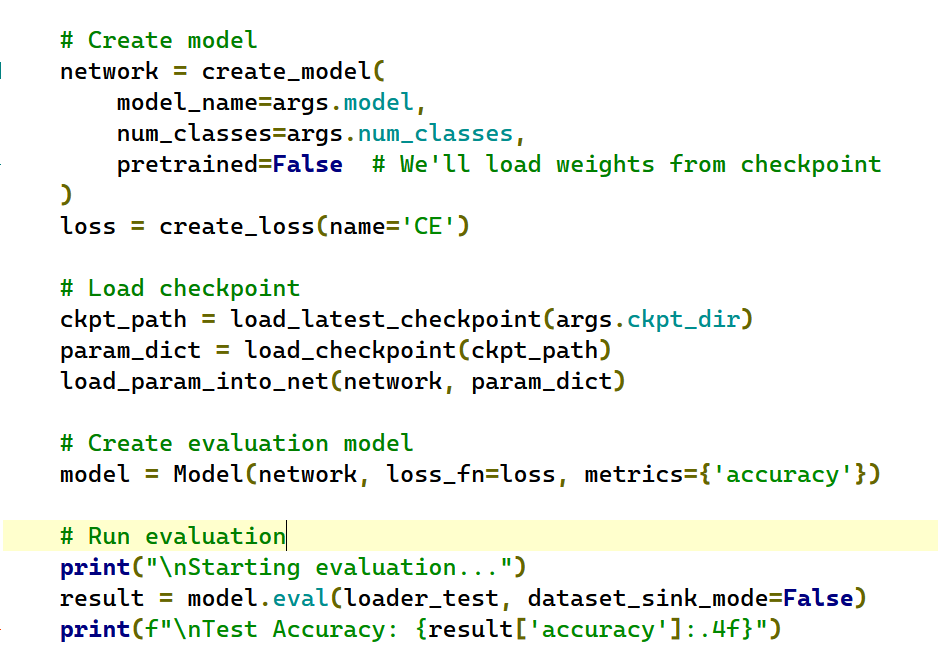 # Create model
network = create_model(
    model_name=args.model,
    num_classes=args.num_classes,
    pretrained=False  # We'll load weights from checkpoint
)
loss = create_loss(name='CE')

# Load checkpoint
ckpt_path = load_latest_checkpoint(args.ckpt_dir)
param_dict = load_checkpoint(ckpt_path)
load_param_into_net(network, param_dict)

# Create evaluation model
model = Model(network, loss_fn=loss, metrics={'accuracy'})

# Run evaluation
print("\nStarting evaluation...")
result = model.eval(loader_test, dataset_sink_mode=False)
print(f"\nTest Accuracy: {result['accuracy']:.4f}")